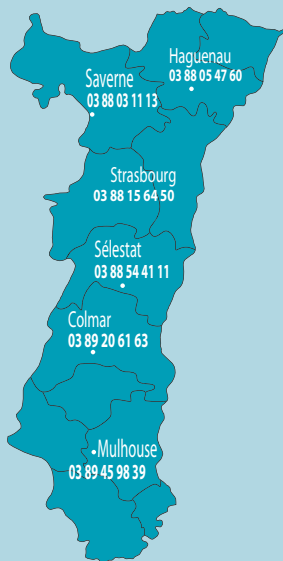 Haguenau
03 88 05 47 60
Saverne
03 88 03 11 13
Strasbourg
03 88 15 64 50
Sélestat
03 88 54 41 11
Colmar
03 89 20 61 63
Mulhouse
03 89 45 98 39